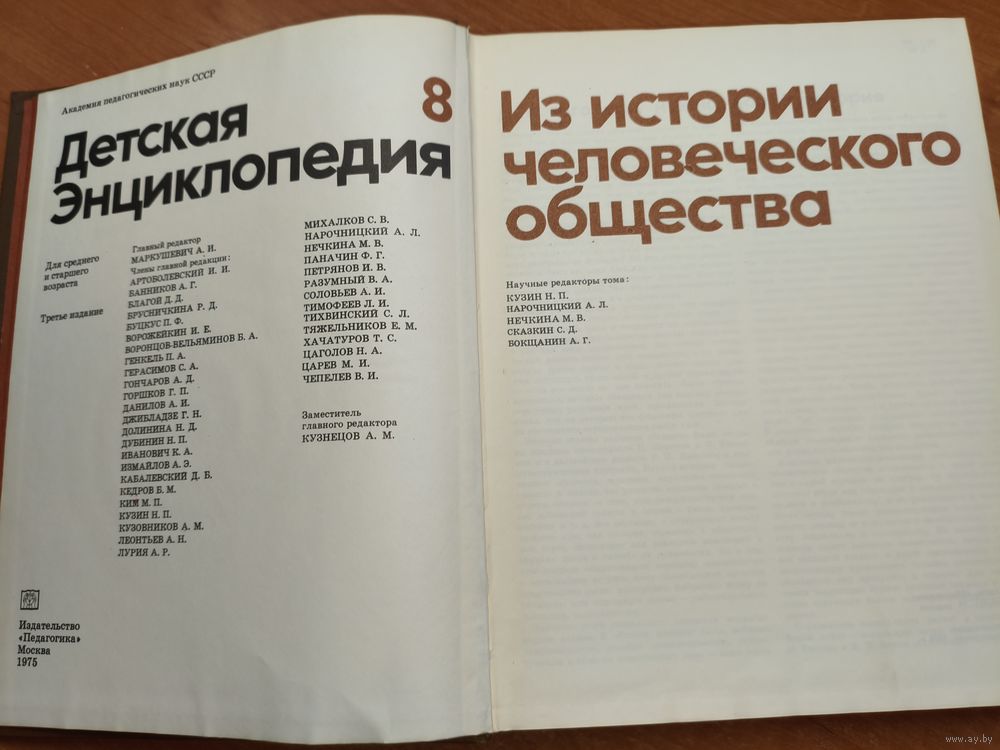 Академия педагогических наук СССР
Детская
Энциклопедия
8
Для среднего
и старшего
возраста
Третье издание
Главный редактор
МАРКУШЕВИЧ А. И.
Члены главной редакции:
АРТОБОЛЕВСКИЙ И. И.
БАННИКОВ А. Г.
БЛАГОЙ Д. Д.
БРУСНИЧКИНА Р. Д.
БУЦКУС П. Ф.
ВОРОЖЕЙКИН И. Е.
ВОРОНЦОВ-ВЕЛЬЯМИНОВ Б. А.
ГЕНКЕЛЬ П. А.
ГЕРАСИМОВ С. А.
ГОНЧАРОВ А. Д.
ГОРШКОВ Г. П.
ДАНИЛОВ А. И.
ДЖИБЛАДЗЕ Г. Н.
ДОЛИНИНА Н. Д.
ДУБИНИН Н. П.
ИВАНОВИЧ К. А.
ИЗМАЙЛОВ А. Э.
КАБАЛЕВСКИЙ Д. Б.
КЕДРОВ Б. М.
КИМ М. П.
КУЗИН Н. П.
КУЗОВНИКОВ А. М.
ЛЕОНТЬЕВ А. Н.
ЛУРИЯ А. Р.
МИХАЛКОВ С. В.
НАРОЧНИЦКИЙ А. Л.
НЕЧКИНА М. В.
ПАНАЧИН Ф. Г.
ПЕТРЯНОВ И. В.
РАЗУМНЫЙ В. А.
СОЛОВЬЕВ А. И.
ТИМОФЕЕВ Л. И.
ТИХВИНСКИЙ С. Л.
ТЯЖЕЛЬНИКОВ Е. М.
ХАЧАТУРОВ Т. С.
ЦАГОЛОВ Н. А.
ЦАРЕВ М. И.
ЧЕПЕЛЕВ В. И.
Заместитель
главного редактора
КУЗНЕЦОВ А. М.
Издательство
«Педагогика»
Москва
1975
Из истории
человеческого
общества
Научные редакторы тома:
КУЗИН Н. П.
НАРОЧНИЦКИЙ А. Л.
НЕЧКИНА М. В.
СКАЗКИН С. Д.
БОКЩАНИН А. Г.
www.ay.by